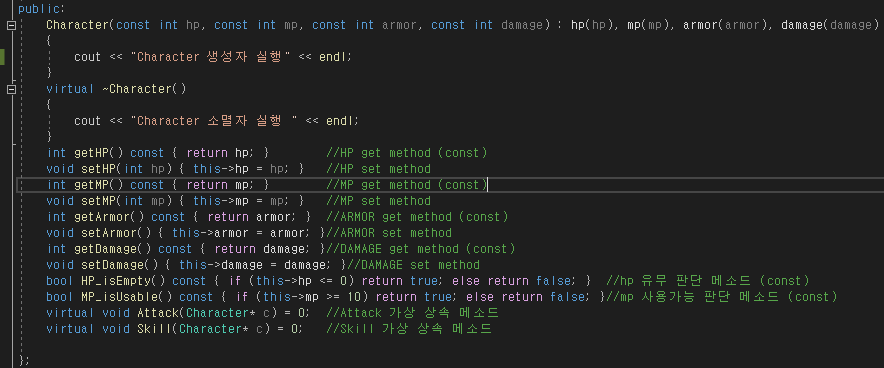 public:
Character(const int hp, const int mp, const int armor, const int damage) : hp(hp), mp(mp), armor(armor), damage(damage)
{
cout << "Character 생성자 실행" << endl;
}
virtual ~Character()
{
cout << "Character 소멸자 실행 " << endl;
}
int getHP() const { return hp; } //HP get method (const)
void setHP(int hp) { this->hp = hp; } //HP set method
int getMP() const { return mp; } //MP get method (const)
void setMP(int mp) { this->mp = mp; } //MP set method
int getArmor() const { return armor; } //ARMOR get method (const)
void setArmor() { this->armor = armor; }//ARMOR set method
int getDamage() const { return damage; }//DAMAGE get method (const)
void setDamage() { this->damage = damage; }//DAMAGE set method
bool HP_isEmpty() const { if (this->hp <= 0) return true; else return false; } //hp 유무 판단 메소드 (const)
bool MP_isUsable() const { if (this->mp >= 10) return true; else return false; }//mp 사용가능 판단 메소드 (const)
virtual void Attack(Character* c) = 0; //Attack 가상 상속 메소드
virtual void Skill(Character* c) = 0; //Skill 가상 상속 메소드
};